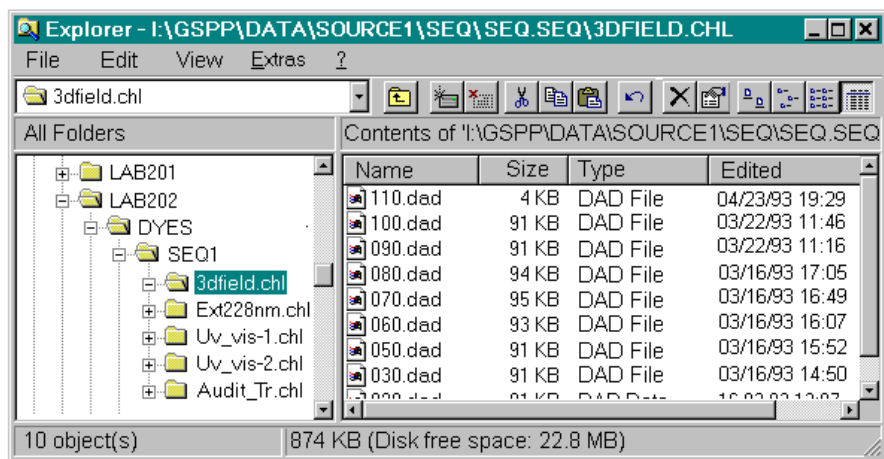 Explorer - I:\GSPP\DATA\SOURCE1\SEQ\SEQ.SEQ\3DFIELD.CHL
File Edit View Extras ?
3dfield.chl
All Folders
Contents of 'I:\GSPP\DATA\SOURCE1\SEQ\SEQ.SEQ
LAB201
LAB202
DYES
SEQ1
3dfield.chl
Ext228nm.chl
Uv_vis-1.chl
Uv_vis-2.chl
Audit_Tr.chl
Name Size Type Edited
110.dad 4 KB DAD File 04/23/93 19:29
100.dad 91 KB DAD File 03/22/93 11:46
090.dad 91 KB DAD File 03/22/93 11:16
080.dad 94 KB DAD File 03/16/93 17:05
070.dad 95 KB DAD File 03/16/93 16:49
060.dad 93 KB DAD File 03/16/93 16:07
050.dad 91 KB DAD File 03/16/93 15:52
030.dad 91 KB DAD File 03/16/93 14:50
10 object(s)
874 KB (Disk free space: 22.8 MB)